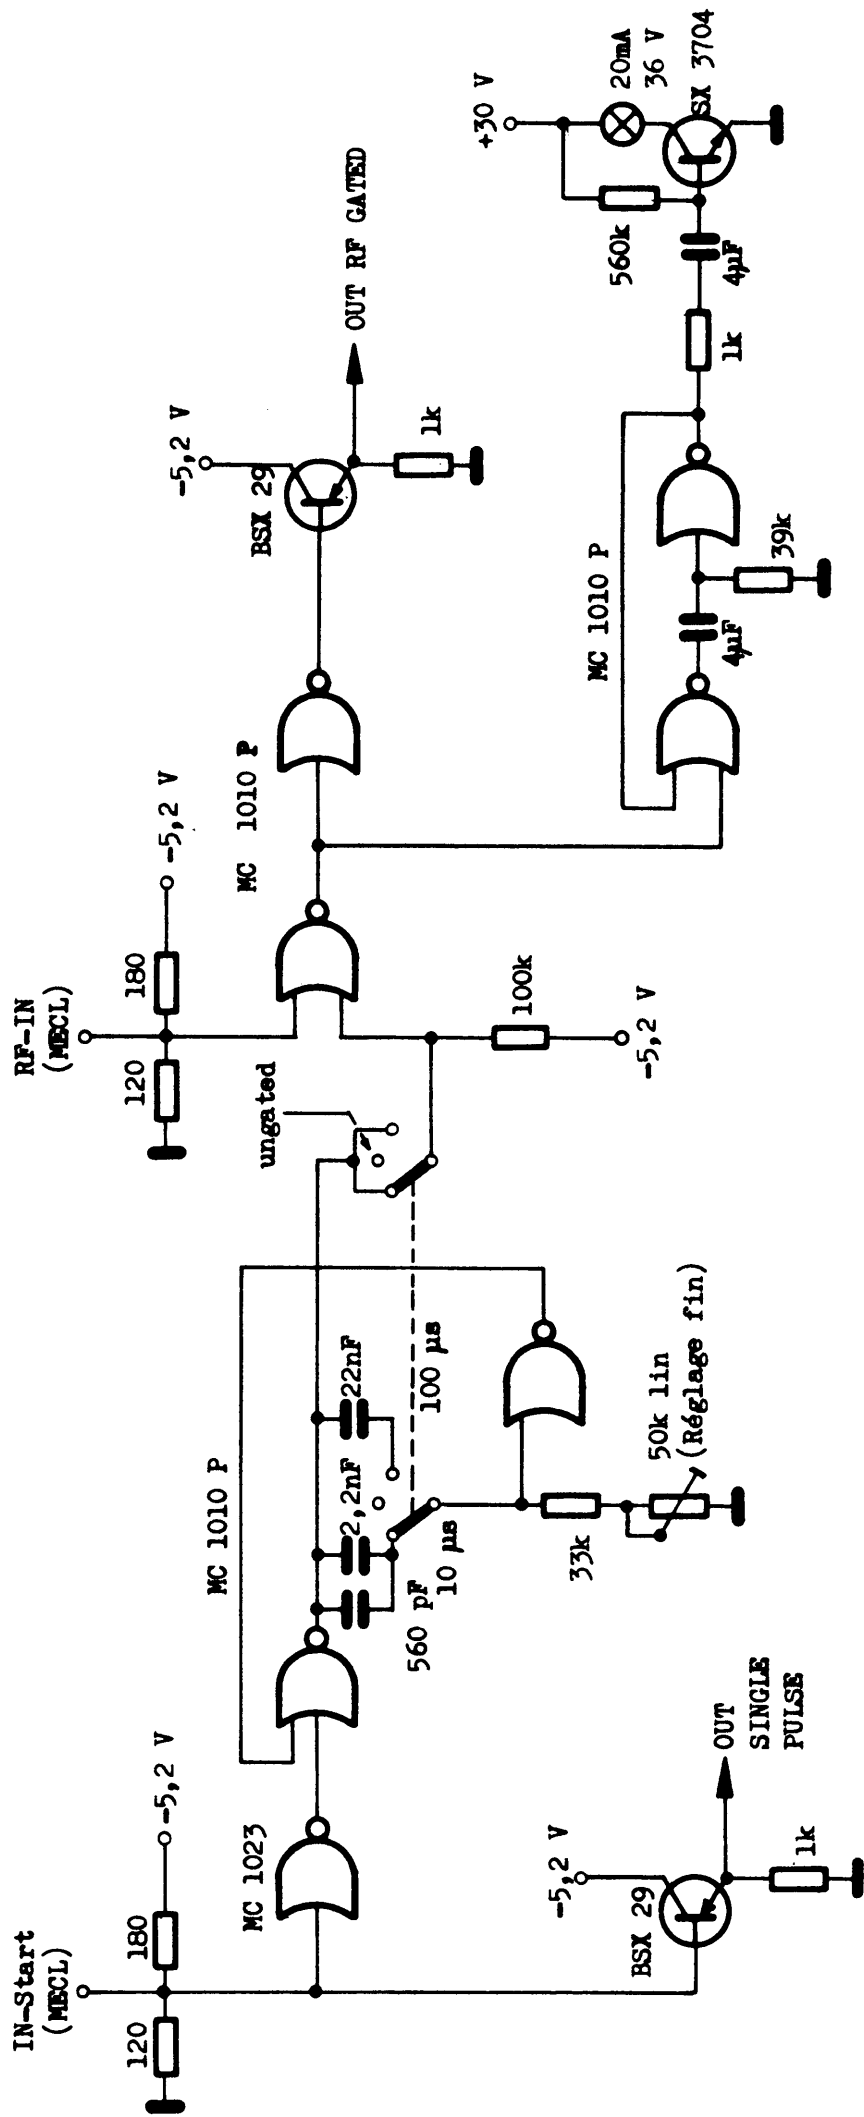 IN-Start
(MECL)
120
180
-5,2 V
MC 1023
BSX 29
-5,2 V
1k
OUT
SINGLE
PULSE
MC 1010 P
560 pF
2,2nF
22nF
10 µs
100 µs
33k
50k lin
(Réglage fin)
ungated
RF-IN
(MECL)
120
180
-5,2 V
100k
-5,2 V
MC 1010 P
BSX 29
-5,2 V
1k
OUT RF GATED
MC 1010 P
4µF
39k
1k
4µF
560k
+30 V
20mA
36 V
SX 3704